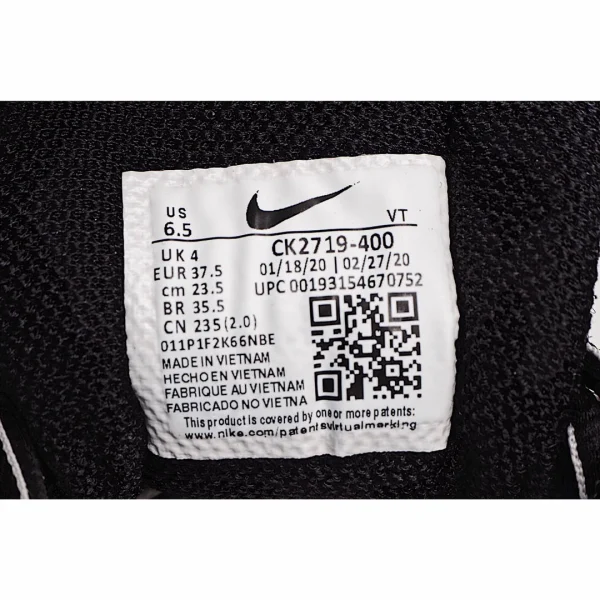 US
6.5
VT
UK 4
EUR 37.5
cm 23.5
BR 35.5
CN 235 (2.0)
CK2719-400
01/18/20 | 02/27/20
UPC 00193154670752
011P1F2K66NBE
MADE IN VIETNAM
HECHO EN VIETNAM
FABRIQUE AU VIETNAM
FABRICADO NO VIETNA
This product is covered by one or more patents:
www.nike.com/patentsvirtualmarking